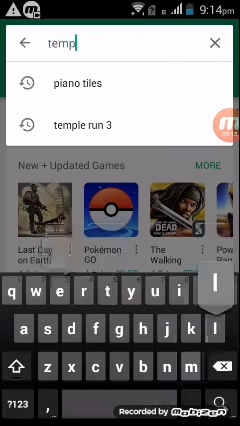 9:14pm
temp
piano tiles
temple run 3
New + Updated Games
MORE
Last Day
on Earth
Pokémon
GO
The
Walking
q w e r t y u i
l
a s d f g h j k l
z x c v b n m
?123 ,
Recorded by Mobizen